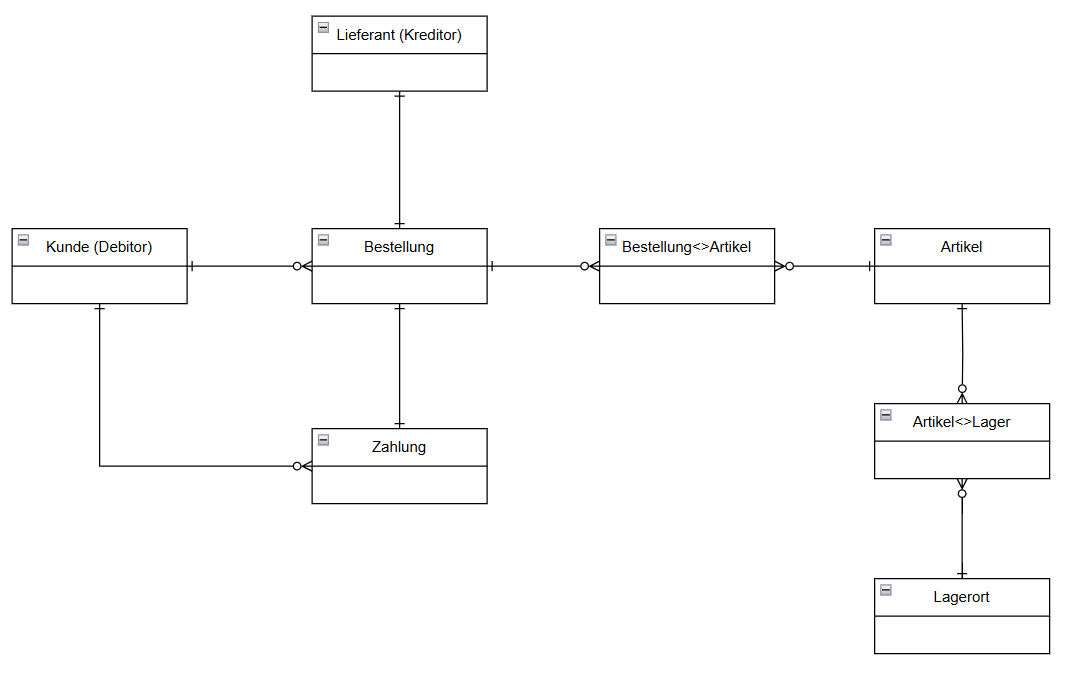 Lieferant (Kreditor)
Kunde (Debitor)
Bestellung
Bestellung<>Artikel
Artikel
Artikel<>Lager
Zahlung
Lagerort